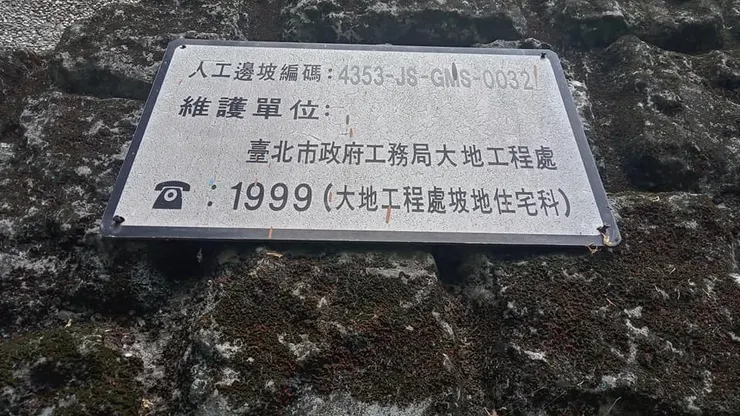 人工邊坡編碼：4353-JS-GMS-0032
維護單位：
臺北市政府工務局大地工程處
☎：1999（大地工程處坡地住宅科）